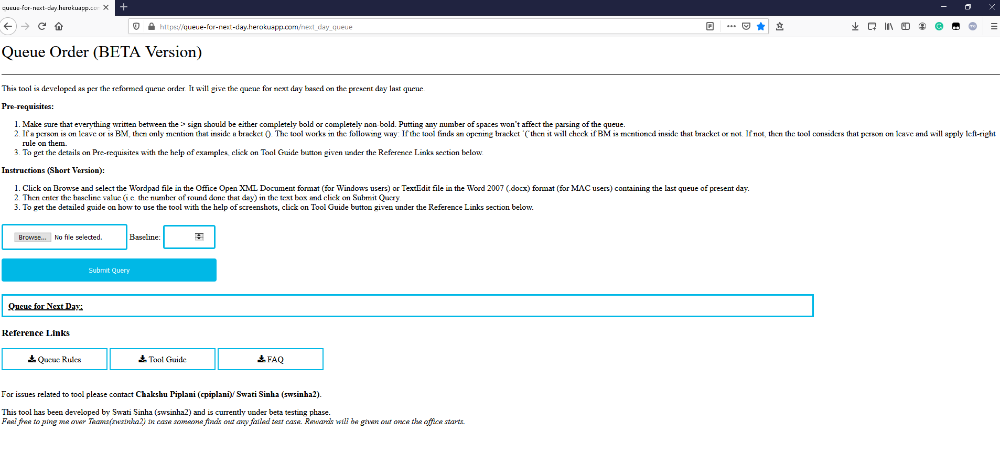 queue-for-next-day.herokuapp.con
https://queue-for-next-day.herokuapp.com/next_day_queue
Queue Order (BETA Version)
This tool is developed as per the reformed queue order. It will give the queue for next day based on the present day last queue.
Pre-requisites:
1. Make sure that everything written between the > sign should be either completely bold or completely non-bold. Putting any number of spaces won’t affect the parsing of the queue.
2. If a person is on leave or is BM, then only mention that inside a bracket (). The tool works in the following way: If the tool finds an opening bracket ‘(‘then it will check if BM is mentioned inside that bracket or not. If not, then the tool considers that person on leave and will apply left-right
rule on them.
3. To get the details on Pre-requisites with the help of examples, click on Tool Guide button given under the Reference Links section below.
Instructions (Short Version):
1. Click on Browse and select the Wordpad file in the Office Open XML Document format (for Windows users) or TextEdit file in the Word 2007 (.docx) format (for MAC users) containing the last queue of present day.
2. Then enter the baseline value (i.e. the number of round done that day) in the text box and click on Submit Query.
3. To get the detailed guide on how to use the tool with the help of screenshots, click on Tool Guide button given under the Reference Links section below.
Browse... No file selected. Baseline:
Submit Query
Queue for Next Day:
Reference Links
Queue Rules Tool Guide FAQ
For issues related to tool please contact Chakshu Piplani (cpiplani)/ Swati Sinha (swsinha2).
This tool has been developed by Swati Sinha (swsinha2) and is currently under beta testing phase.
Feel free to ping me over Teams(swsinha2) in case someone finds out any failed test case. Rewards will be given out once the office starts.